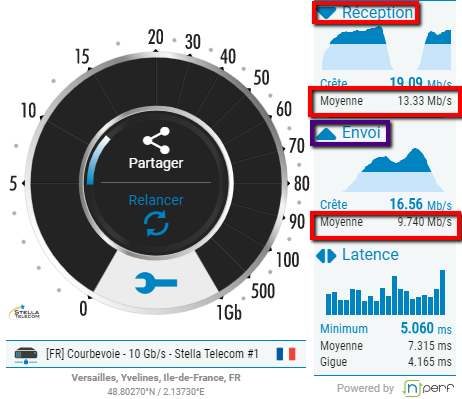 20
15
30
40
10
50
60
70
5
80
90
100
500
0
1Gb
Partager
Relancer
STELLA
TELECOM
[FR] Courbevoie - 10 Gb/s - Stella Telecom #1
Versailles, Yvelines, Ile-de-France, FR
48.80270°N / 2.13730°E
Réception
Crête 19.09 Mb/s
Moyenne 13.33 Mb/s
Envoi
Crête 16.56 Mb/s
Moyenne 9.740 Mb/s
Latence
Minimum 5.060 ms
Moyenne 7.315 ms
Gigue 4.165 ms
Powered by nperf